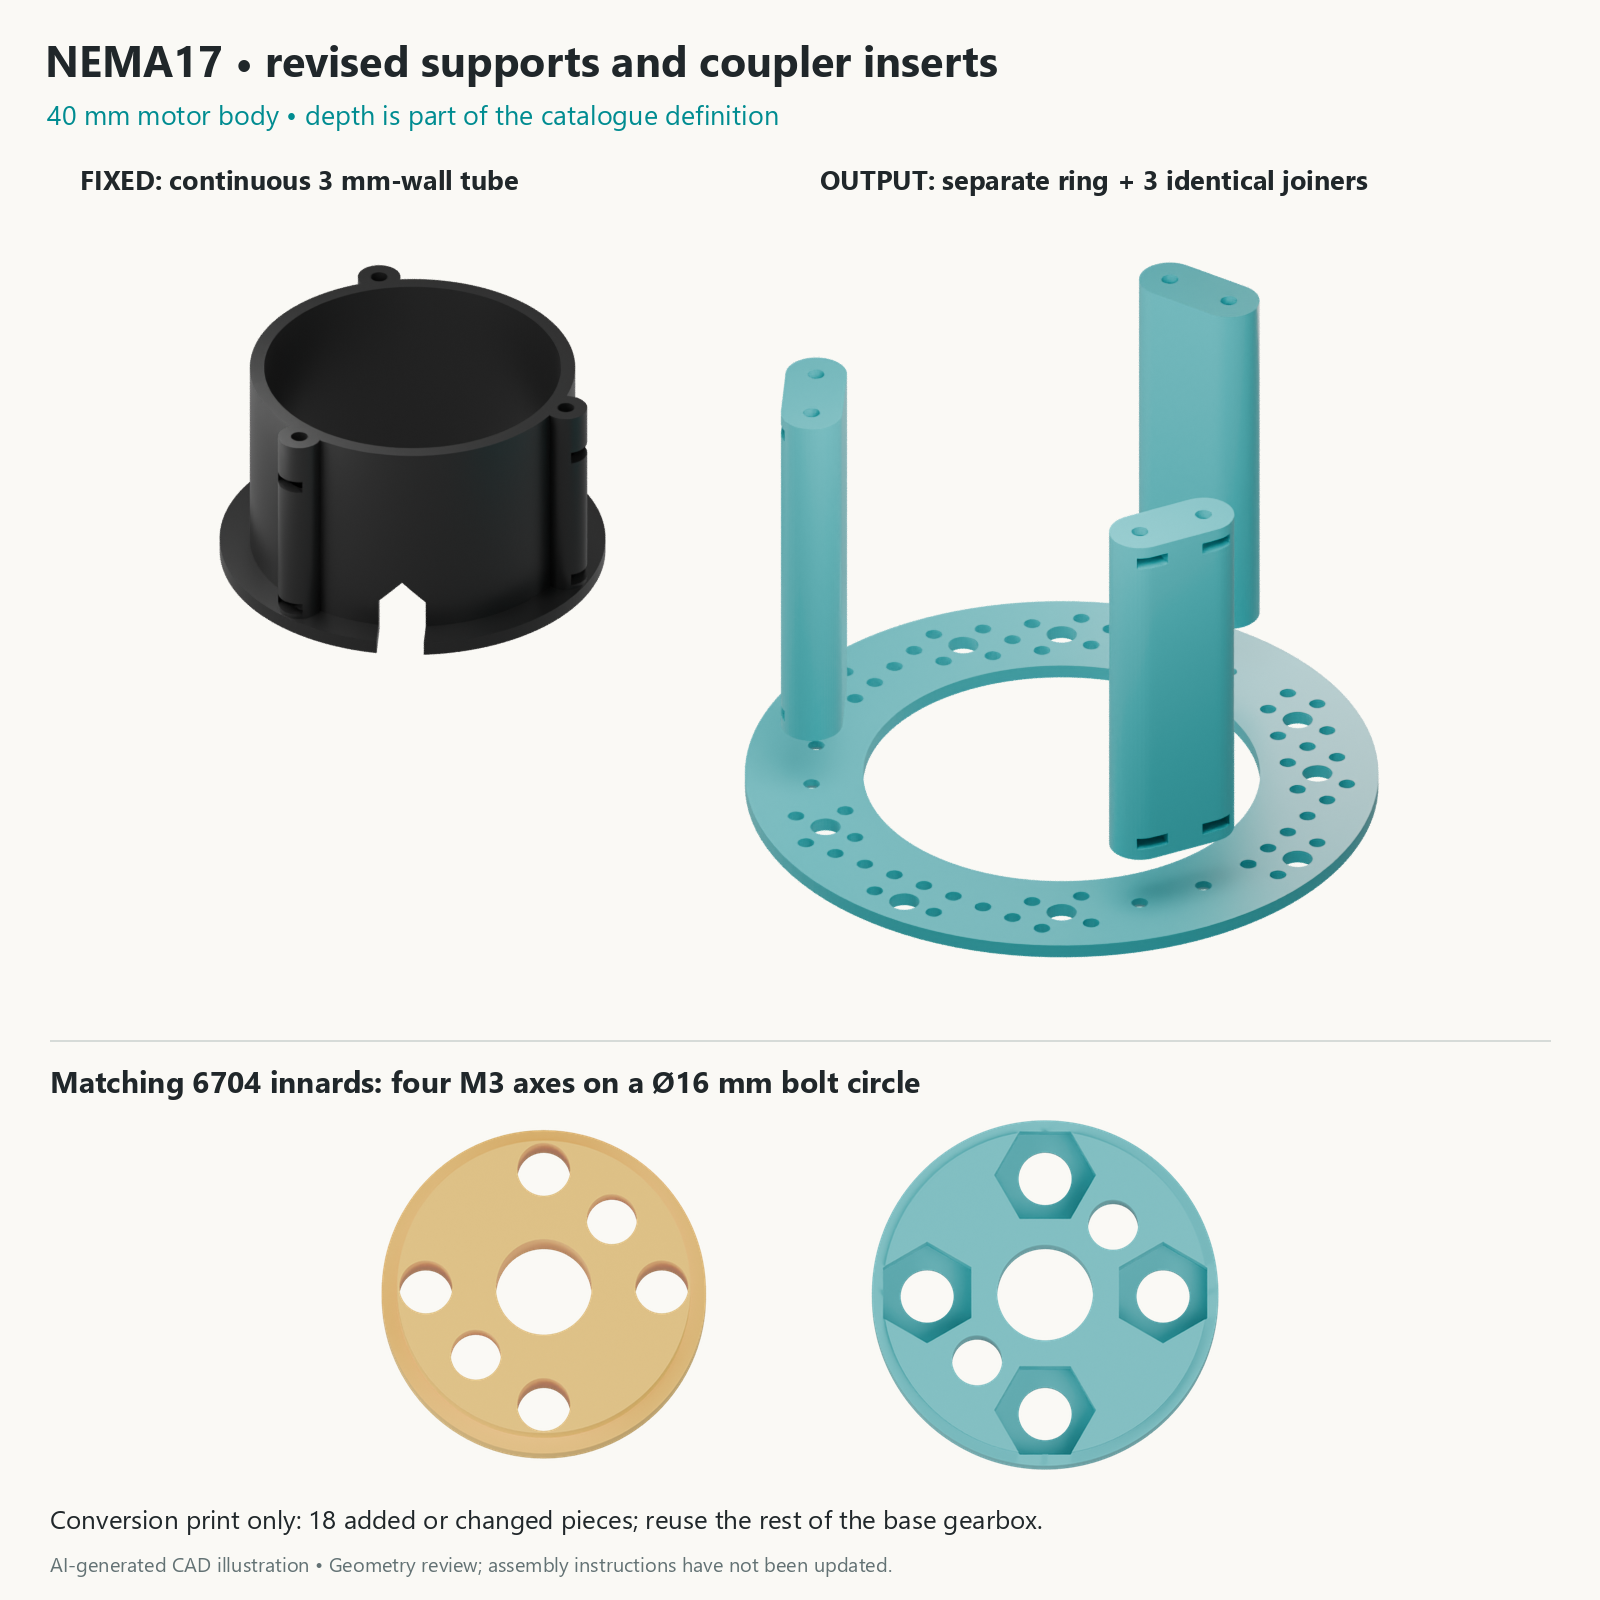 NEMA17 • revised supports and coupler inserts
40 mm motor body • depth is part of the catalogue definition
FIXED: continuous 3 mm-wall tube
OUTPUT: separate ring + 3 identical joiners
Matching 6704 innards: four M3 axes on a Ø16 mm bolt circle
Conversion print only: 18 added or changed pieces; reuse the rest of the base gearbox.
AI-generated CAD illustration • Geometry review; assembly instructions have not been updated.